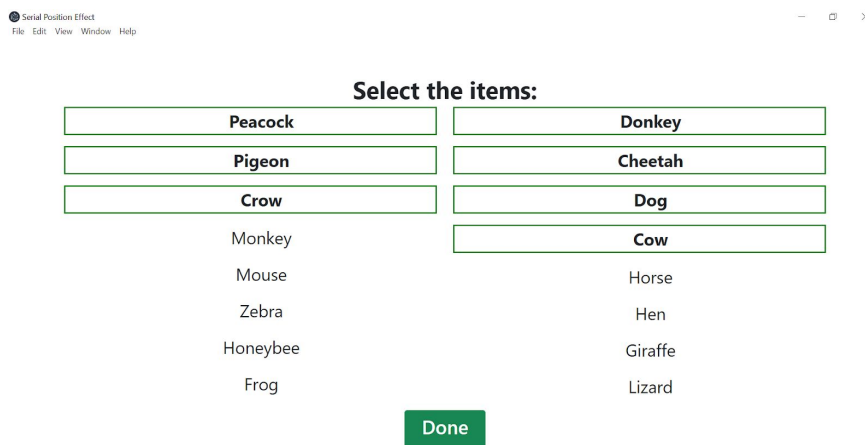 Serial Position Effect
File Edit View Window Help
Select the items:
Peacock
Donkey
Pigeon
Cheetah
Crow
Dog
Monkey
Cow
Mouse
Horse
Zebra
Hen
Honeybee
Giraffe
Frog
Lizard
Done